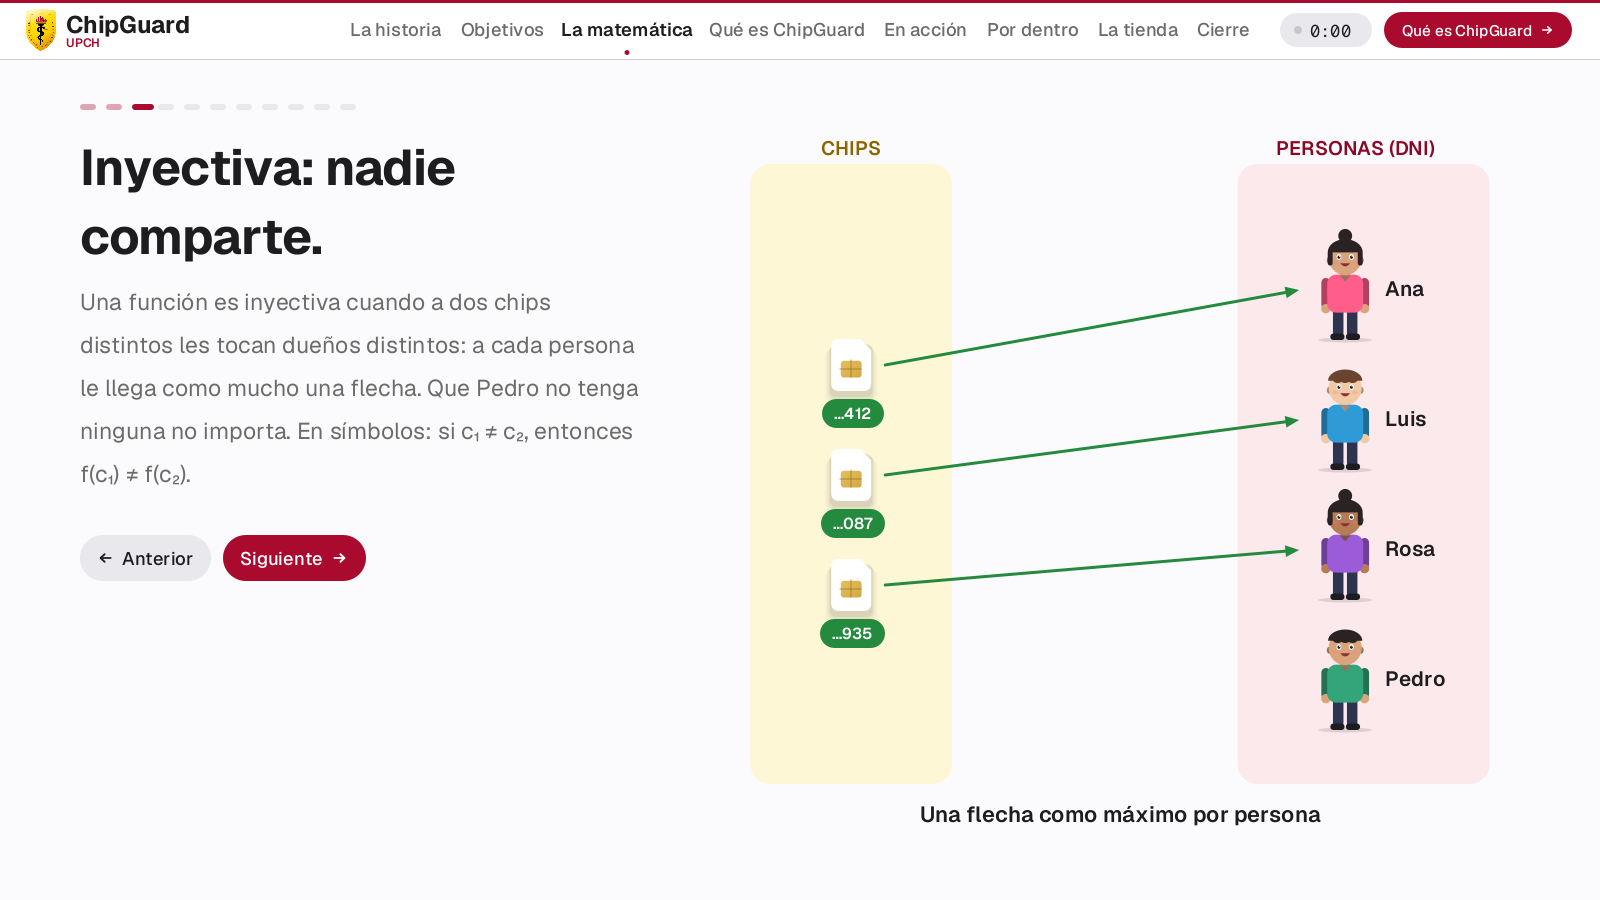 ChipGuard
UPCH
La historia
Objetivos
La matemática
Qué es ChipGuard
En acción
Por dentro
La tienda
Cierre
0:00
Qué es ChipGuard →
Inyectiva: nadie
comparte.
Una función es inyectiva cuando a dos chips
distintos les tocan dueños distintos: a cada persona
le llega como mucho una flecha. Que Pedro no tenga
ninguna no importa. En símbolos: si c₁ ≠ c₂, entonces
f(c₁) ≠ f(c₂).
← Anterior
Siguiente →
CHIPS
PERSONAS (DNI)
...412
...087
...935
Ana
Luis
Rosa
Pedro
Una flecha como máximo por persona